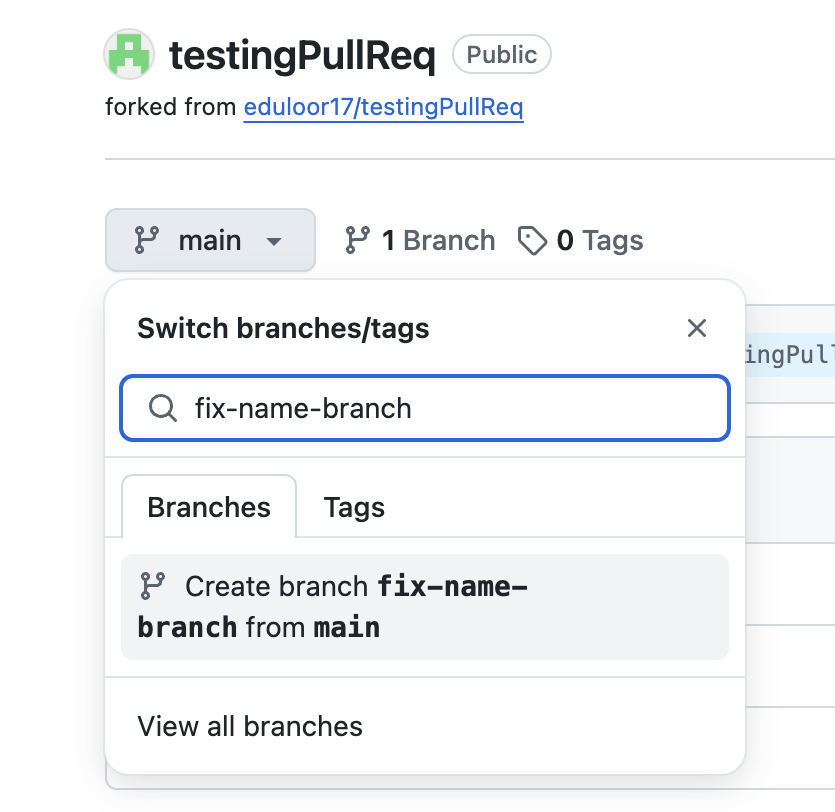 testingPullReq Public
forked from eduloor17/testingPullReq
main 1 Branch 0 Tags
Switch branches/tags
ingPull
fix-name-branch
Branches Tags
Create branch fix-name-
branch from main
View all branches